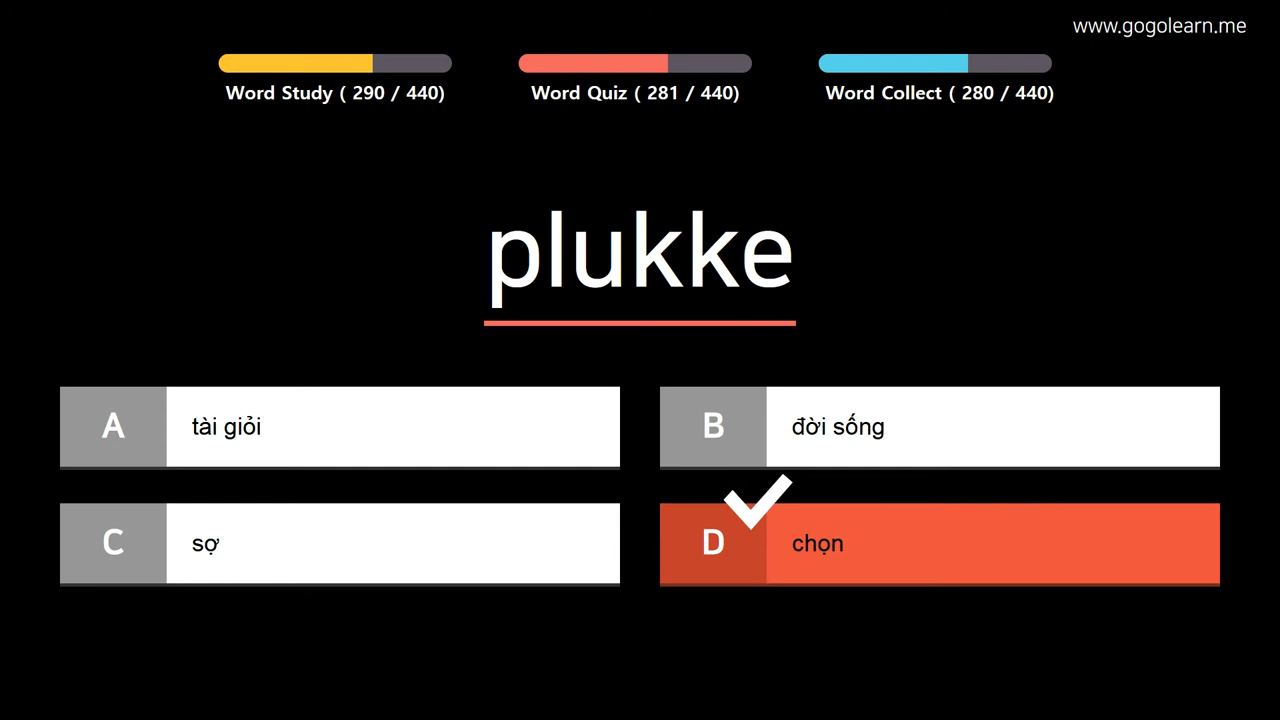 www.gogolearn.me
Word Study ( 290 / 440)
Word Quiz ( 281 / 440)
Word Collect ( 280 / 440)
plukke
A tài giỏi
B đời sống
C sợ
D chọn